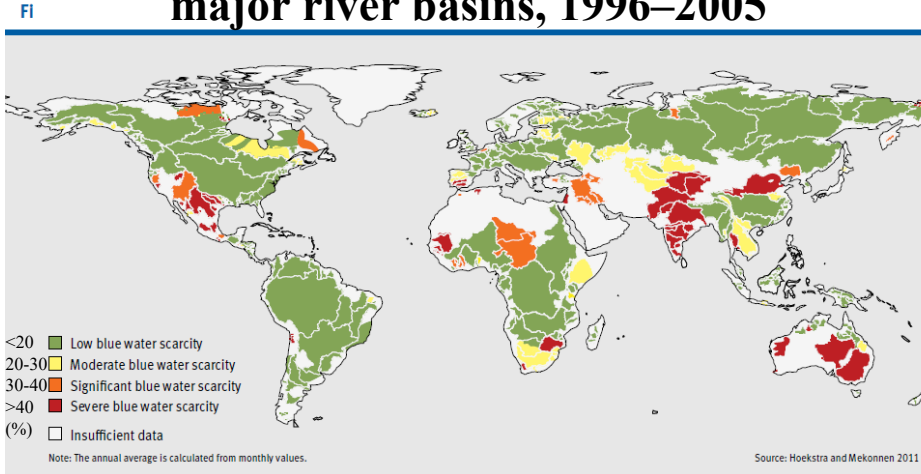 Fi
major river basins, 1996–2005
<20 Low blue water scarcity
20-30 Moderate blue water scarcity
30-40 Significant blue water scarcity
>40 Severe blue water scarcity
(%) Insufficient data
Note: The annual average is calculated from monthly values.
Source: Hoekstra and Mekonnen 2011